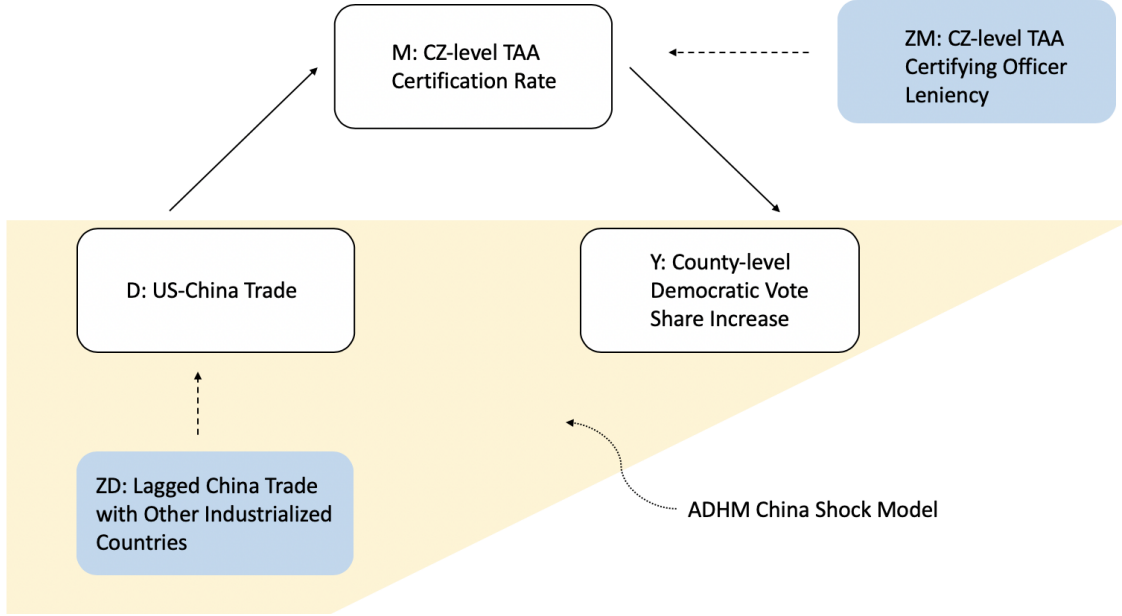 M: CZ-level TAA
Certification Rate
ZM: CZ-level TAA
Certifying Officer
Leniency
D: US-China Trade
Y: County-level
Democratic Vote
Share Increase
ZD: Lagged China Trade
with Other Industrialized
Countries
ADHM China Shock Model